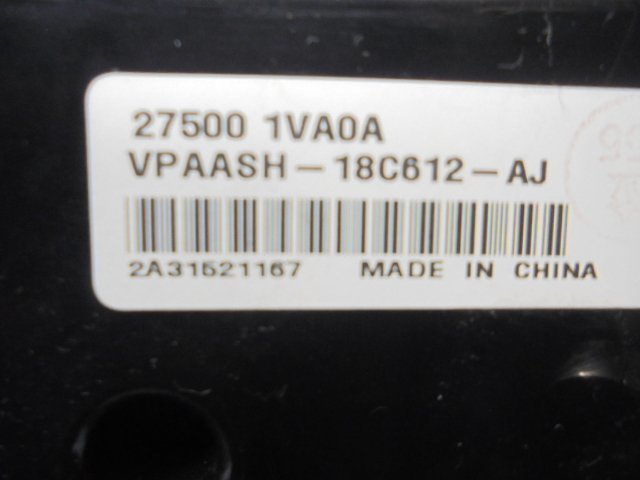 27500 1VA0A
VPAASH-18C612-AJ
2A31521167 MADE IN CHINA